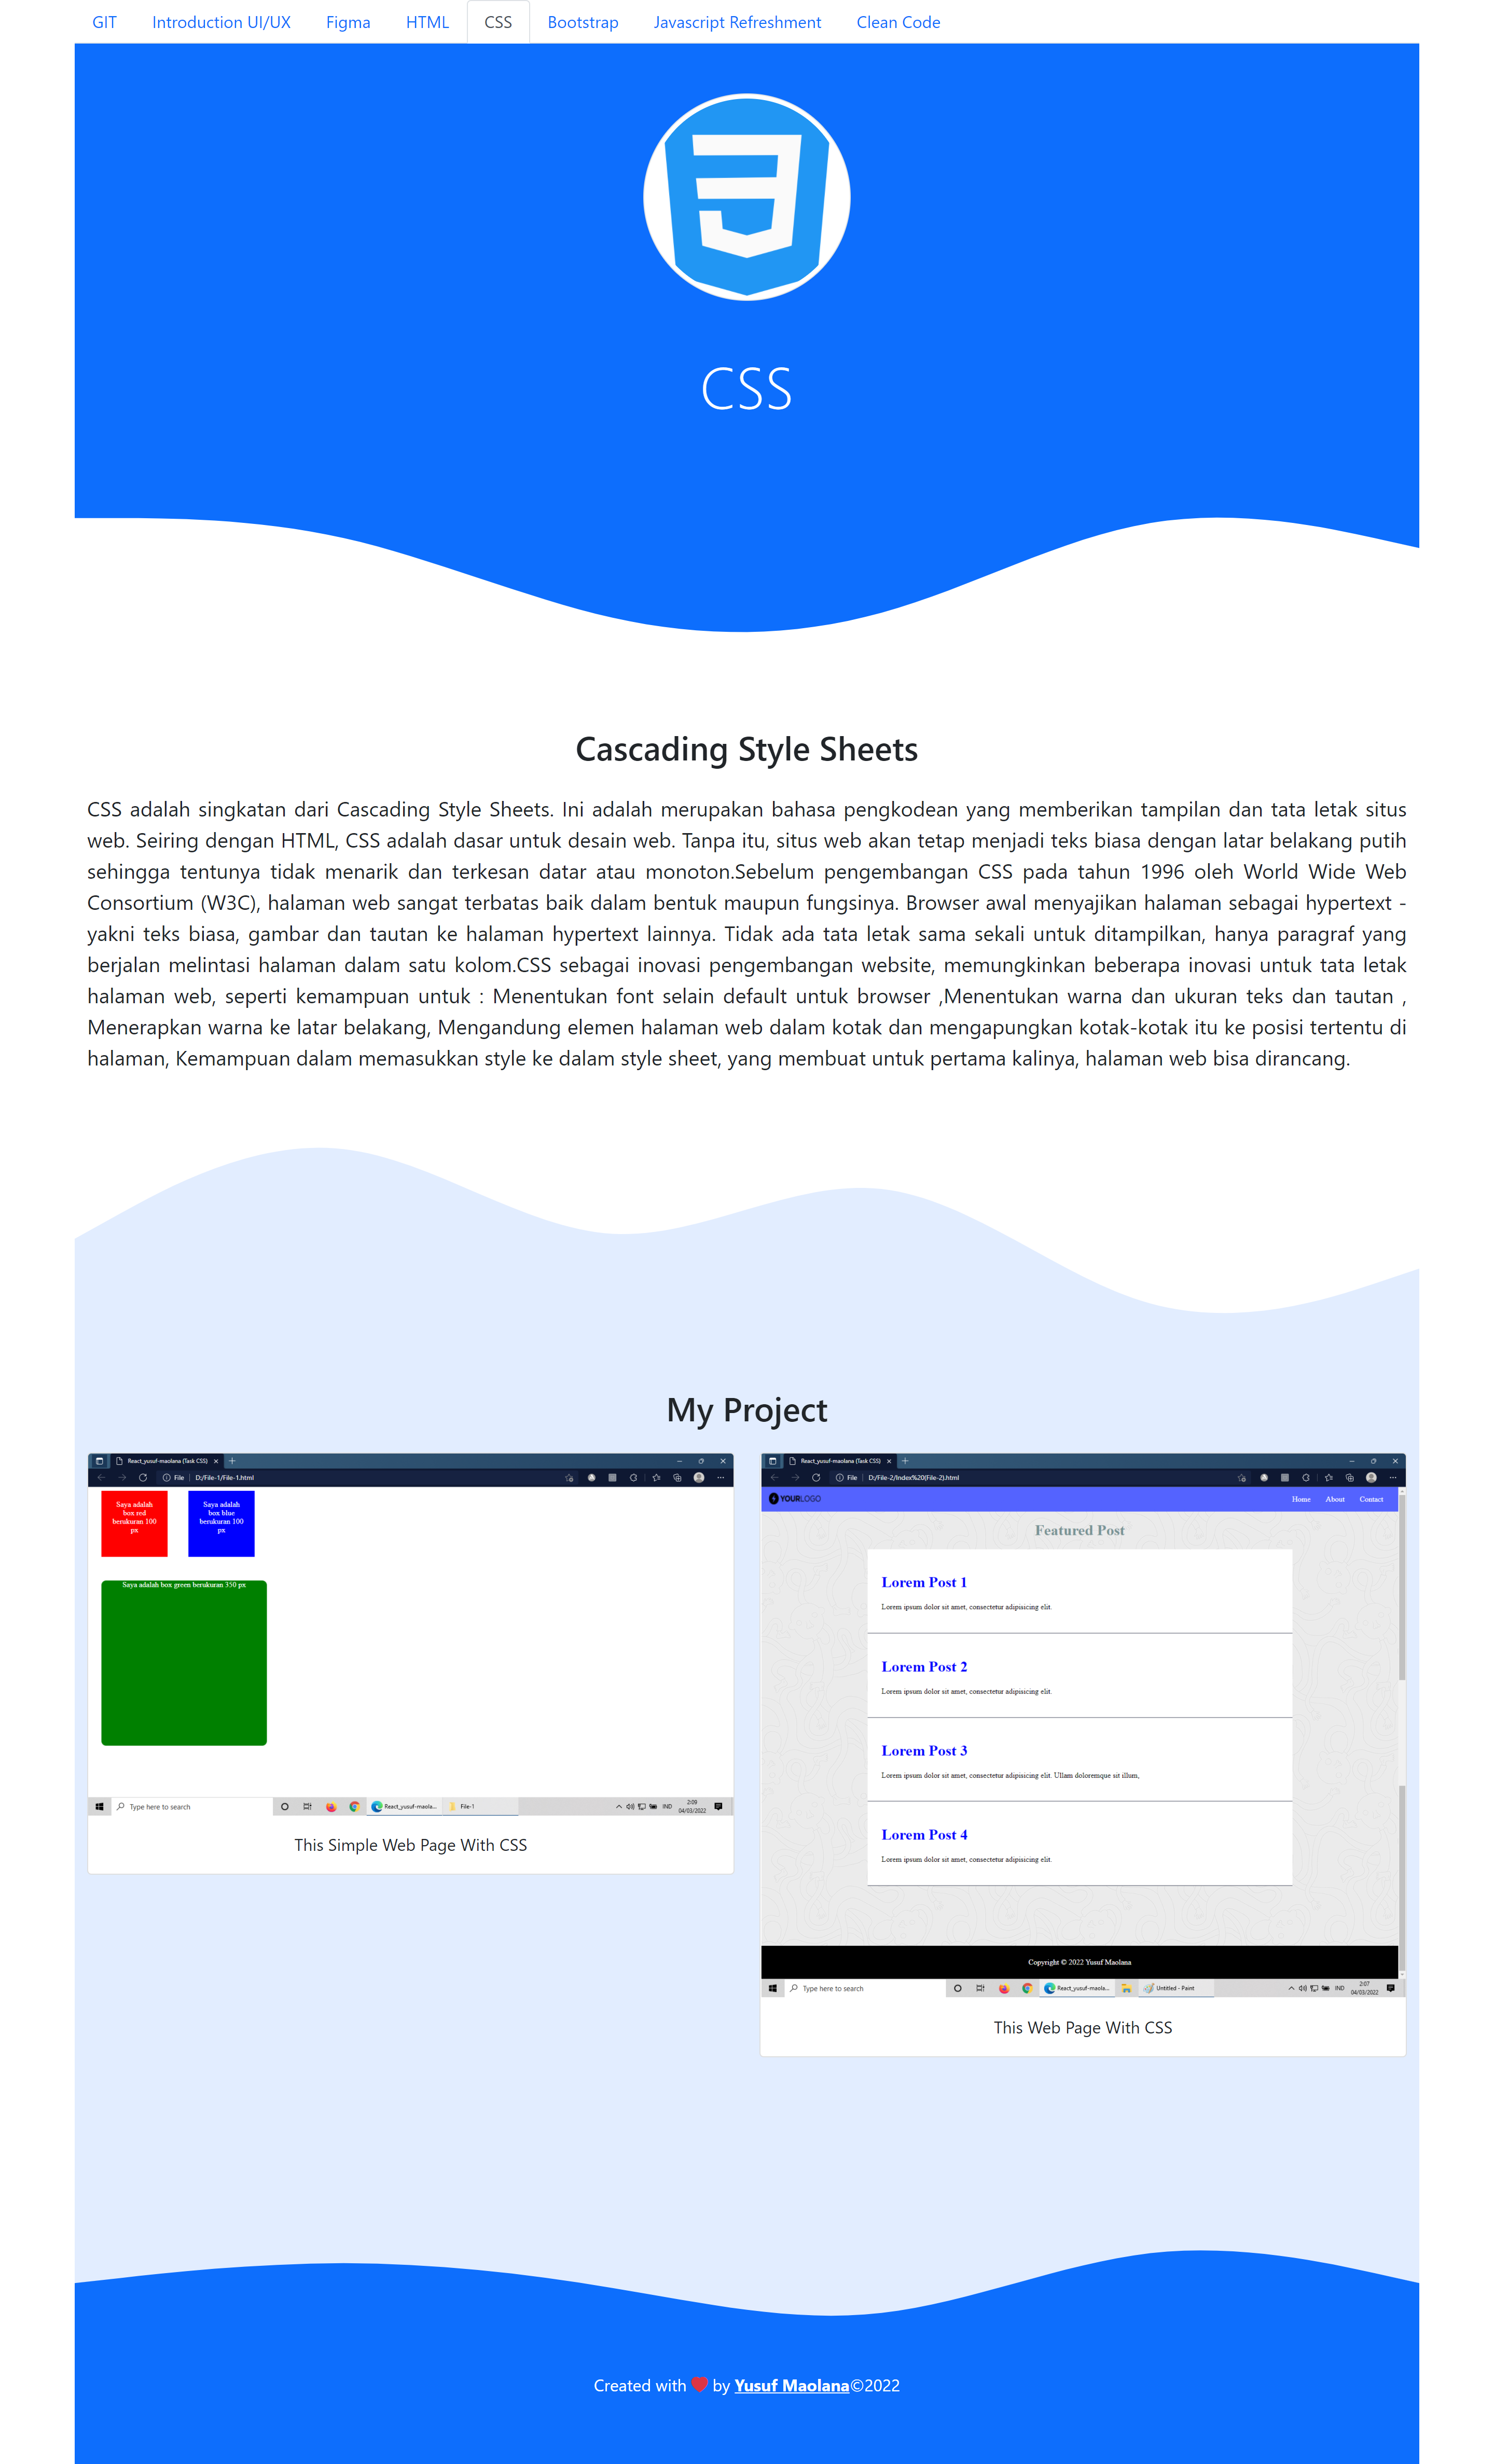 GIT Introduction UI/UX Figma HTML CSS Bootstrap Javascript Refreshment Clean Code
CSS
Cascading Style Sheets
CSS adalah singkatan dari Cascading Style Sheets. Ini adalah merupakan bahasa pengkodean yang memberikan tampilan dan tata letak situs
web. Seiring dengan HTML, CSS adalah dasar untuk desain web. Tanpa itu, situs web akan tetap menjadi teks biasa dengan latar belakang putih
sehingga tentunya tidak menarik dan terkesan datar atau monoton.Sebelum pengembangan CSS pada tahun 1996 oleh World Wide Web
Consortium (W3C), halaman web sangat terbatas baik dalam bentuk maupun fungsinya. Browser awal menyajikan halaman sebagai hypertext -
yakni teks biasa, gambar dan tautan ke halaman hypertext lainnya. Tidak ada tata letak sama sekali untuk ditampilkan, hanya paragraf yang
berjalan melintasi halaman dalam satu kolom.CSS sebagai inovasi pengembangan website, memungkinkan beberapa inovasi untuk tata letak
halaman web, seperti kemampuan untuk : Menentukan font selain default untuk browser ,Menentukan warna dan ukuran teks dan tautan ,
Menerapkan warna ke latar belakang, Mengandung elemen halaman web dalam kotak dan mengapungkan kotak-kotak itu ke posisi tertentu di
halaman, Kemampuan dalam memasukkan style ke dalam style sheet, yang membuat untuk pertama kalinya, halaman web bisa dirancang.
My Project
React_yusuf-maolana (Task CSS)
File D:/File-1/File-1.html
Saya adalah
box red
berukuran 100
px
Saya adalah
box blue
berukuran 100
px
Saya adalah box green berukuran 350 px
Type here to search React_yusuf-maola... File-1 IND 2:09
04/03/2022
This Simple Web Page With CSS
React_yusuf-maolana (Task CSS)
File D:/File-2/Index%20(File-2).html
YOURLOGO Home About Contact
Featured Post
Lorem Post 1
Lorem ipsum dolor sit amet, consectetur adipisicing elit.
Lorem Post 2
Lorem ipsum dolor sit amet, consectetur adipisicing elit.
Lorem Post 3
Lorem ipsum dolor sit amet, consectetur adipisicing elit. Ullam doloremque sit illum,
Lorem Post 4
Lorem ipsum dolor sit amet, consectetur adipisicing elit.
Copyright © 2022 Yusuf Maolana
Type here to search React_yusuf-maola... Untitled - Paint IND 2:07
04/03/2022
This Web Page With CSS
Created with ❤ by Yusuf Maolana©2022